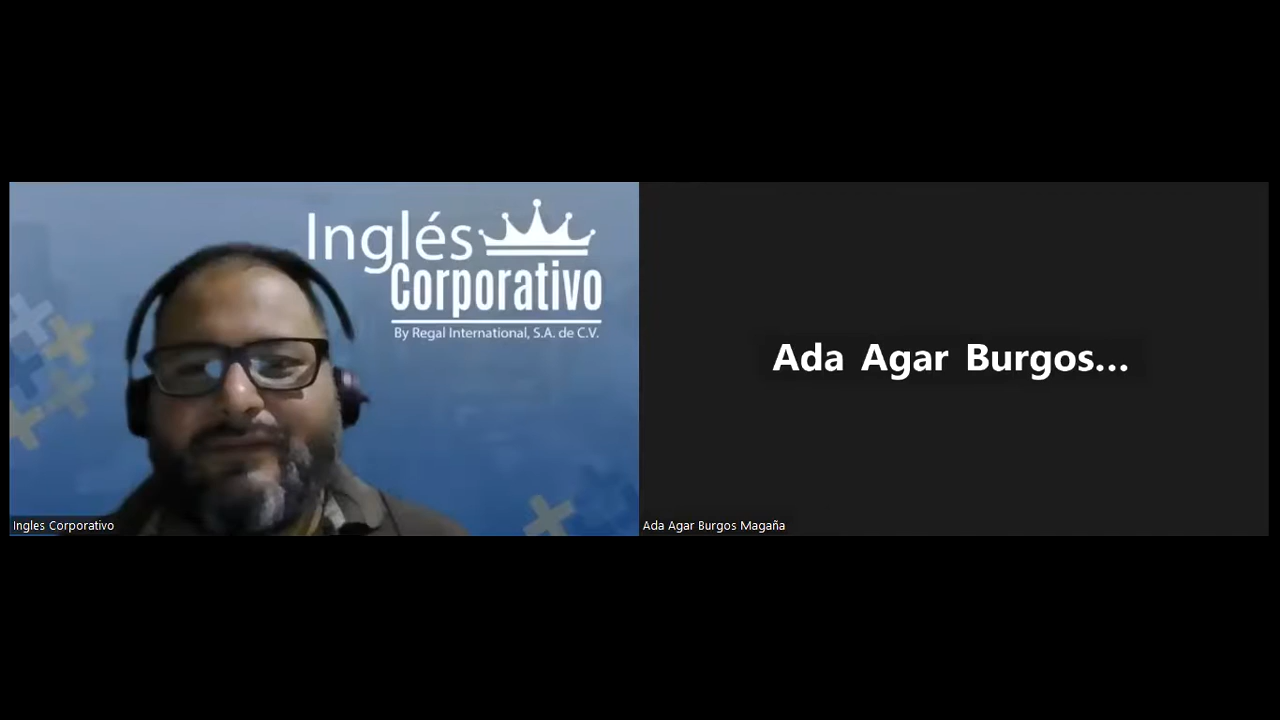 Inglés
Corporativo
By Regal International, S.A. de C.V.
Ingles Corporativo
Ada Agar Burgos...
Ada Agar Burgos Magaña